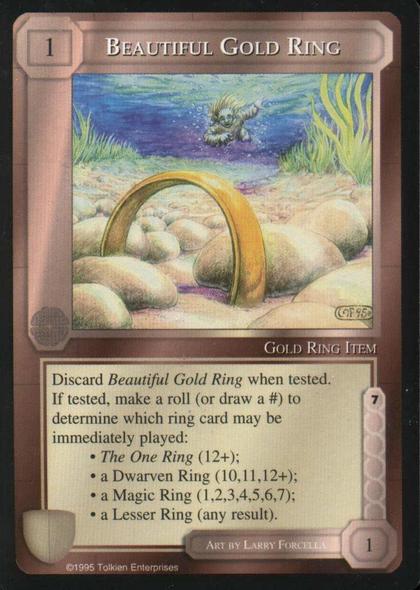 1
BEAUTIFUL GOLD RING
GOLD RING ITEM
Discard Beautiful Gold Ring when tested.
If tested, make a roll (or draw a #) to
determine which ring card may be
immediately played:
• The One Ring (12+);
• a Dwarven Ring (10,11,12+);
• a Magic Ring (1,2,3,4,5,6,7);
• a Lesser Ring (any result).
7
ART BY LARRY FORCELLA
1
©1995 Tolkien Enterprises